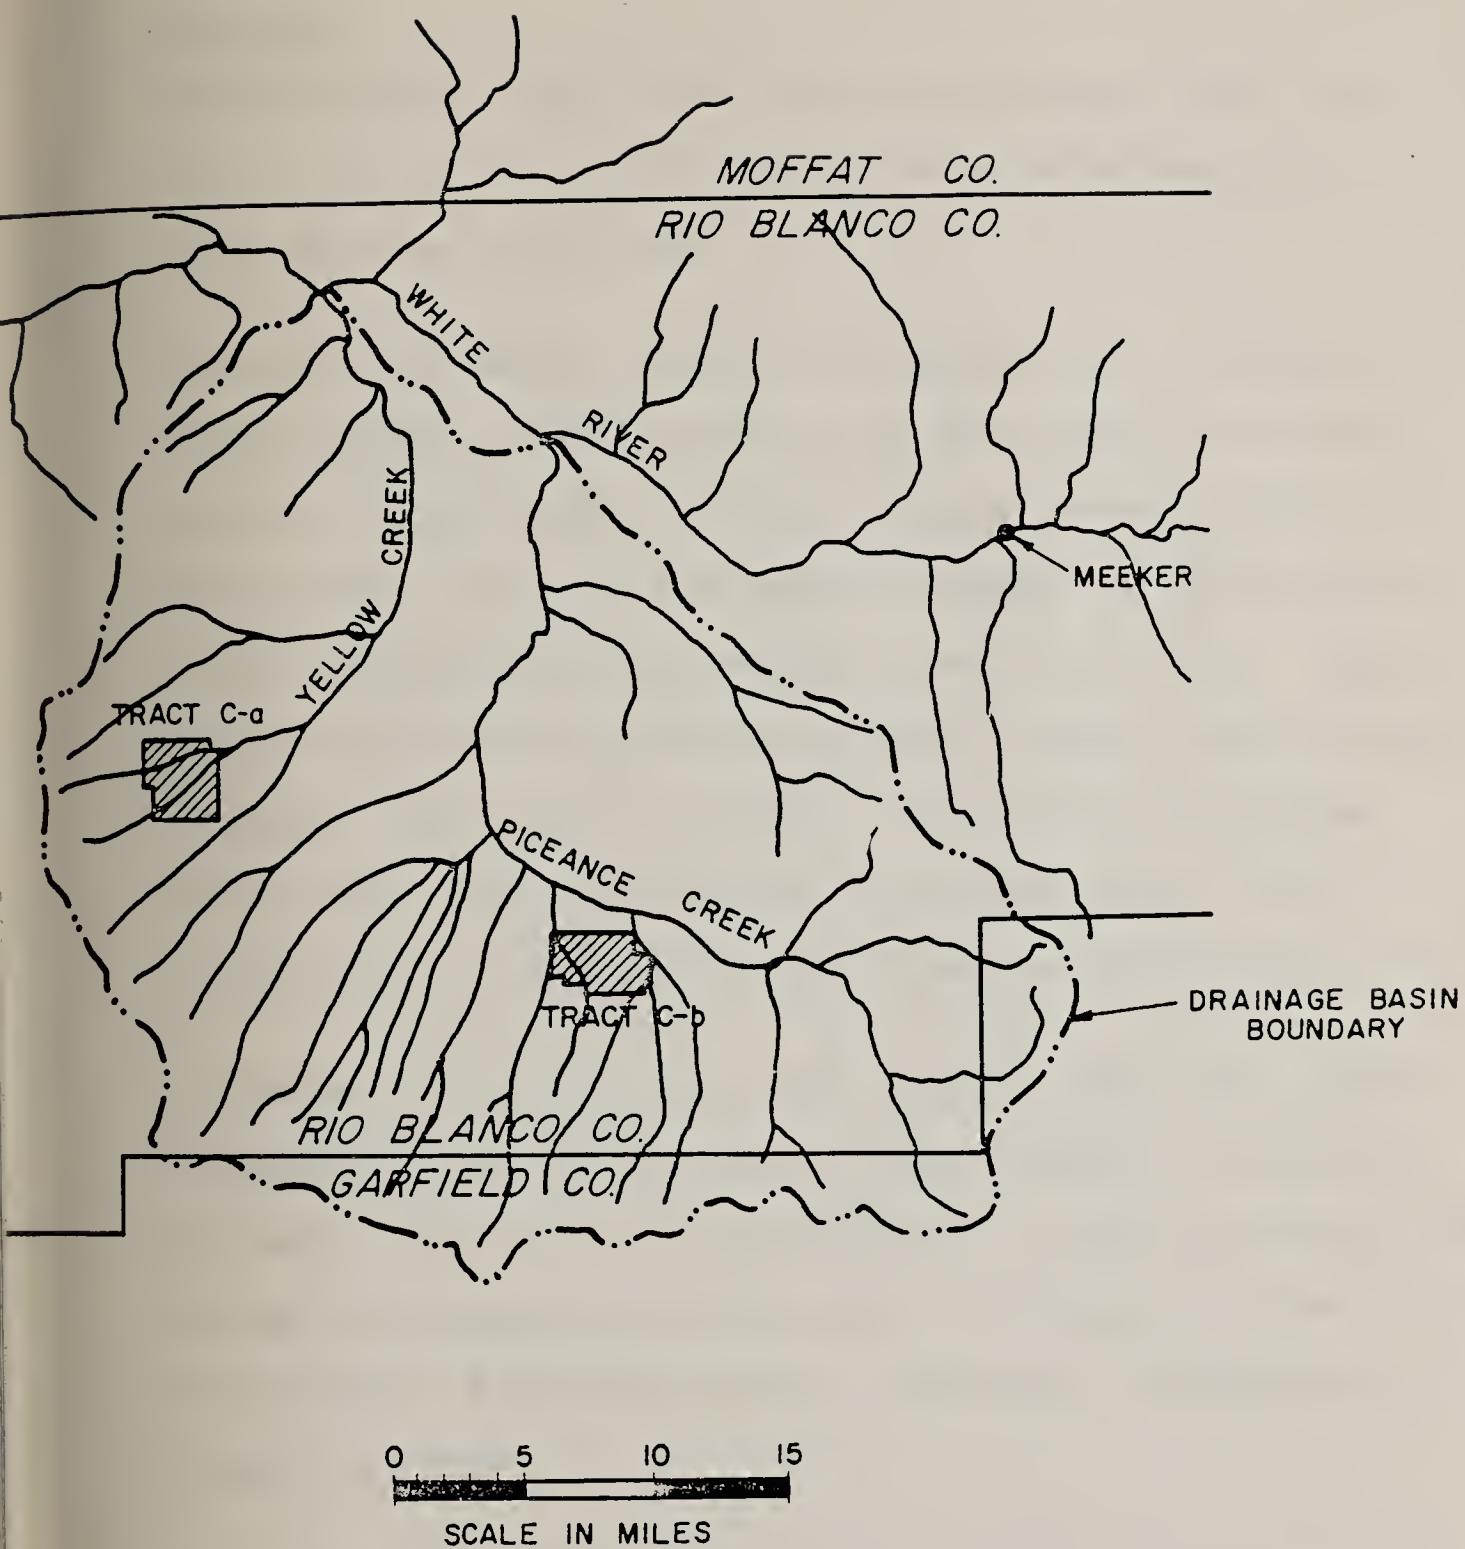 MOFFAT CO.
RIO BLANCO CO.
WHITE RIVER
CREEK
YELLOW
MEEKER
TRACT C-a
PICEANCE CREEK
TRACT C-b
DRAINAGE BASIN
BOUNDARY
RIO BLANCO CO.
GARFIELD CO.
0 5 10 15
SCALE IN MILES